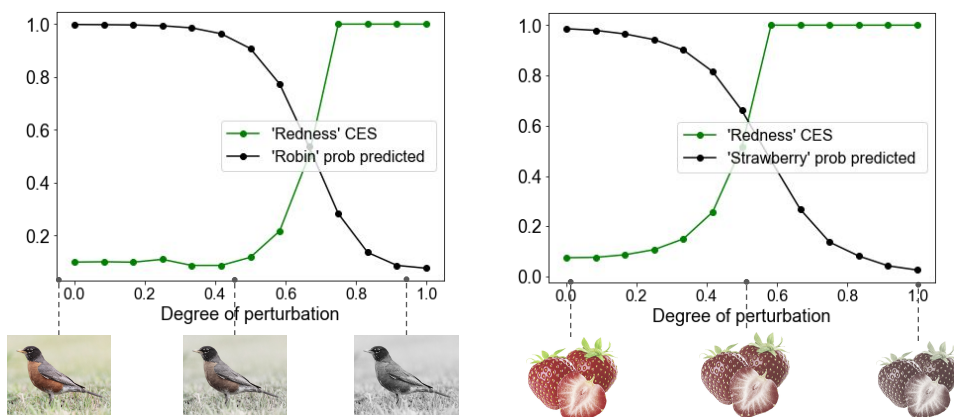 1.0
0.8
0.6
0.4
0.2
'Redness' CES
'Robin' prob predicted
0.0 0.2 0.4 0.6 0.8 1.0
Degree of perturbation
1.0
0.8
0.6
0.4
0.2
0.0
'Redness' CES
'Strawberry' prob predicted
0.0 0.2 0.4 0.6 0.8 1.0
Degree of perturbation